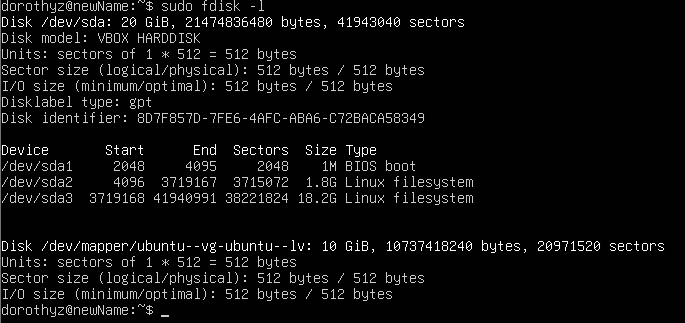 dorothyz@newName:~$ sudo fdisk -l
Disk /dev/sda: 20 GiB, 21474836480 bytes, 41943040 sectors
Disk model: VBOX HARDDISK
Units: sectors of 1 * 512 = 512 bytes
Sector size (logical/physical): 512 bytes / 512 bytes
I/O size (minimum/optimal): 512 bytes / 512 bytes
Disklabel type: gpt
Disk identifier: 8D7F857D-7FE6-4AFC-ABA6-C72BACA58349
Device Start End Sectors Size Type
/dev/sda1 2048 4095 2048 1M BIOS boot
/dev/sda2 4096 3719167 3715072 1.8G Linux filesystem
/dev/sda3 3719168 41940991 38221824 18.2G Linux filesystem
Disk /dev/mapper/ubuntu--vg-ubuntu--lv: 10 GiB, 10737418240 bytes, 20971520 sectors
Units: sectors of 1 * 512 = 512 bytes
Sector size (logical/physical): 512 bytes / 512 bytes
I/O size (minimum/optimal): 512 bytes / 512 bytes
dorothyz@newName:~$ _